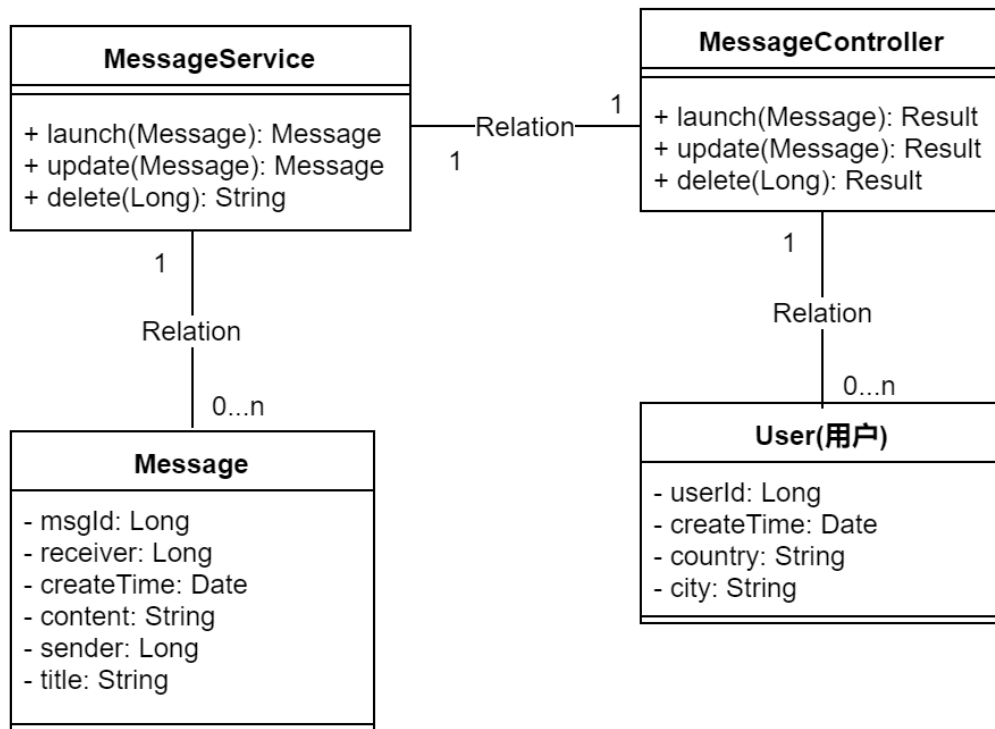 MessageService
+ launch(Message): Message
+ update(Message): Message
+ delete(Long): String
MessageController
+ launch(Message): Result
+ update(Message): Result
+ delete(Long): Result
1
Relation
1
1
Relation
0...n
1
Relation
0...n
Message
- msgId: Long
- receiver: Long
- createTime: Date
- content: String
- sender: Long
- title: String
User(用户)
- userId: Long
- createTime: Date
- country: String
- city: String